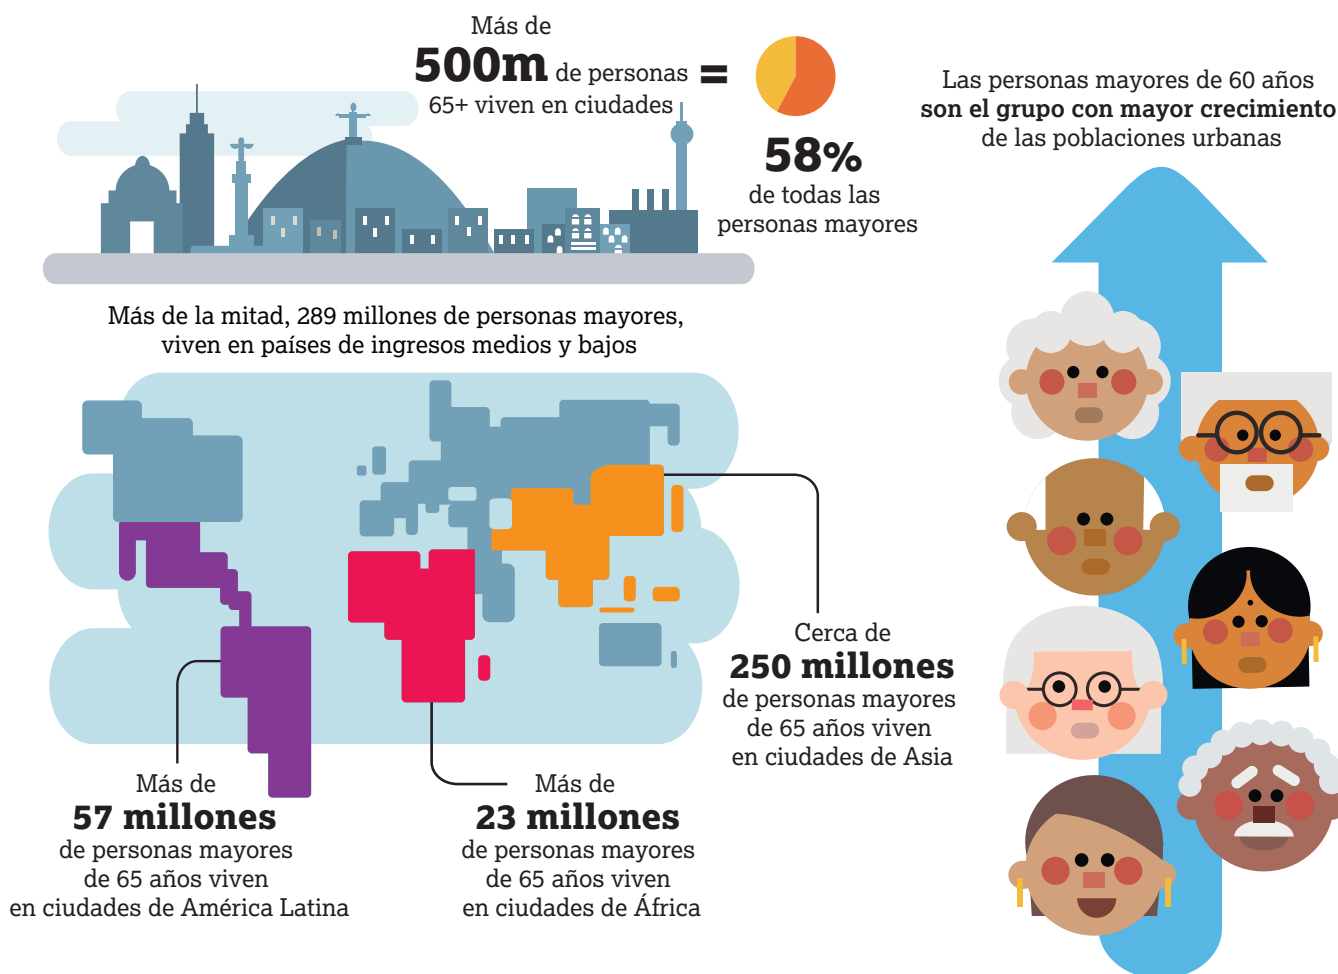 Más de
500m de personas =
65+ viven en ciudades
58%
de todas las
personas mayores
Las personas mayores de 60 años
son el grupo con mayor crecimiento
de las poblaciones urbanas
Más de la mitad, 289 millones de personas mayores,
viven en países de ingresos medios y bajos
Cerca de
250 millones
de personas mayores
de 65 años viven
en ciudades de Asia
Más de
57 millones
de personas mayores
de 65 años viven
en ciudades de América Latina
Más de
23 millones
de personas mayores
de 65 años viven
en ciudades de África